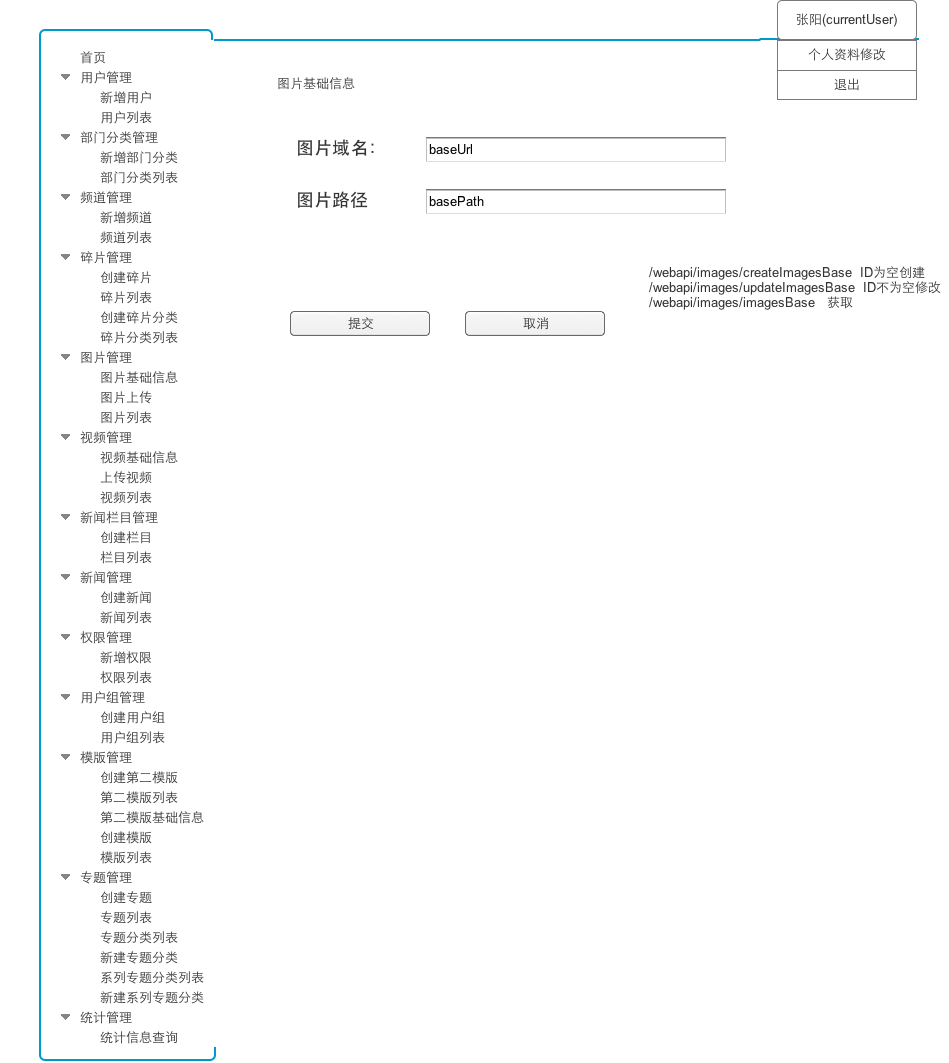 张阳(currentUser)
个人资料修改
退出
首页
用户管理
新增用户
用户列表
部门分类管理
新增部门分类
部门分类列表
频道管理
新增频道
频道列表
碎片管理
创建碎片
碎片列表
创建碎片分类
碎片分类列表
图片管理
图片基础信息
图片上传
图片列表
视频管理
视频基础信息
上传视频
视频列表
新闻栏目管理
创建栏目
栏目列表
新闻管理
创建新闻
新闻列表
权限管理
新增权限
权限列表
用户组管理
创建用户组
用户组列表
模版管理
创建第二模版
第二模版列表
第二模版基础信息
创建模版
模版列表
专题管理
创建专题
专题列表
专题分类列表
新建专题分类
系列专题分类列表
新建系列专题分类
统计管理
统计信息查询
图片基础信息
图片域名: baseUrl
图片路径 basePath
/webapi/images/createImagesBase ID为空创建
/webapi/images/updateImagesBase ID不为空修改
/webapi/images/imagesBase 获取
提交 取消